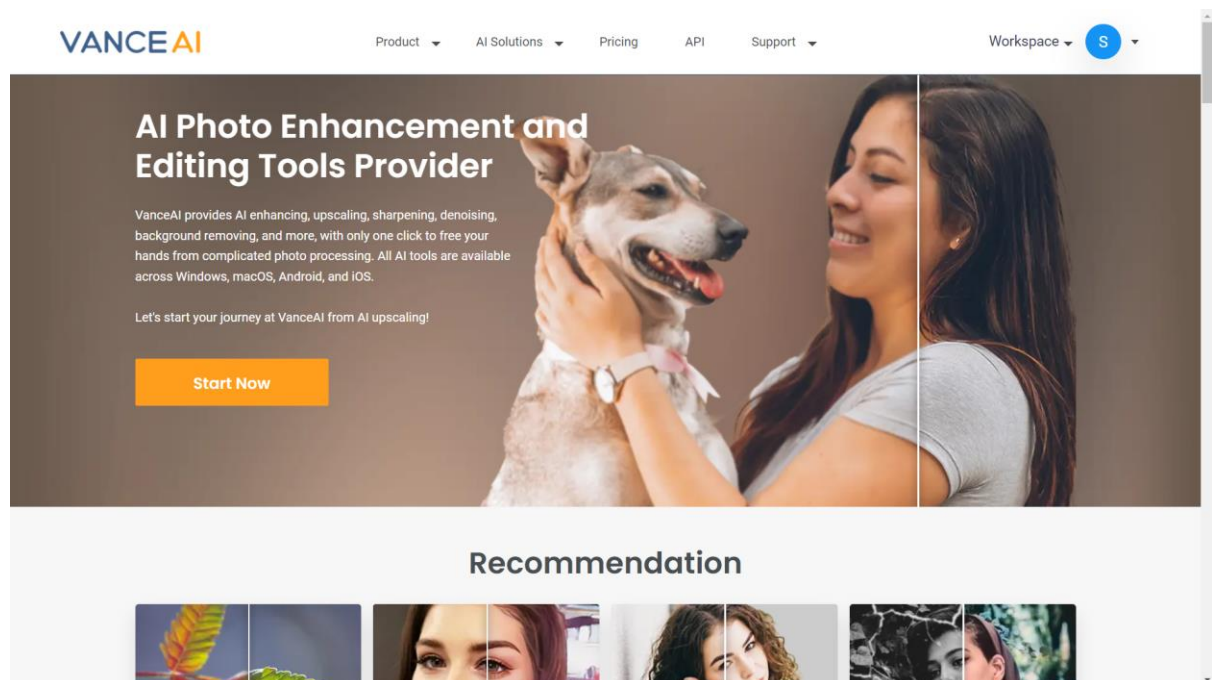 VANCE AI
Product
AI Solutions
Pricing
API
Support
Workspace
S
AI Photo Enhancement and
Editing Tools Provider
VanceAI provides AI enhancing, upscaling, sharpening, denoising,
background removing, and more, with only one click to free your
hands from complicated photo processing. All AI tools are available
across Windows, macOS, Android, and iOS.
Let's start your journey at VanceAI from AI upscaling!
Start Now
Recommendation